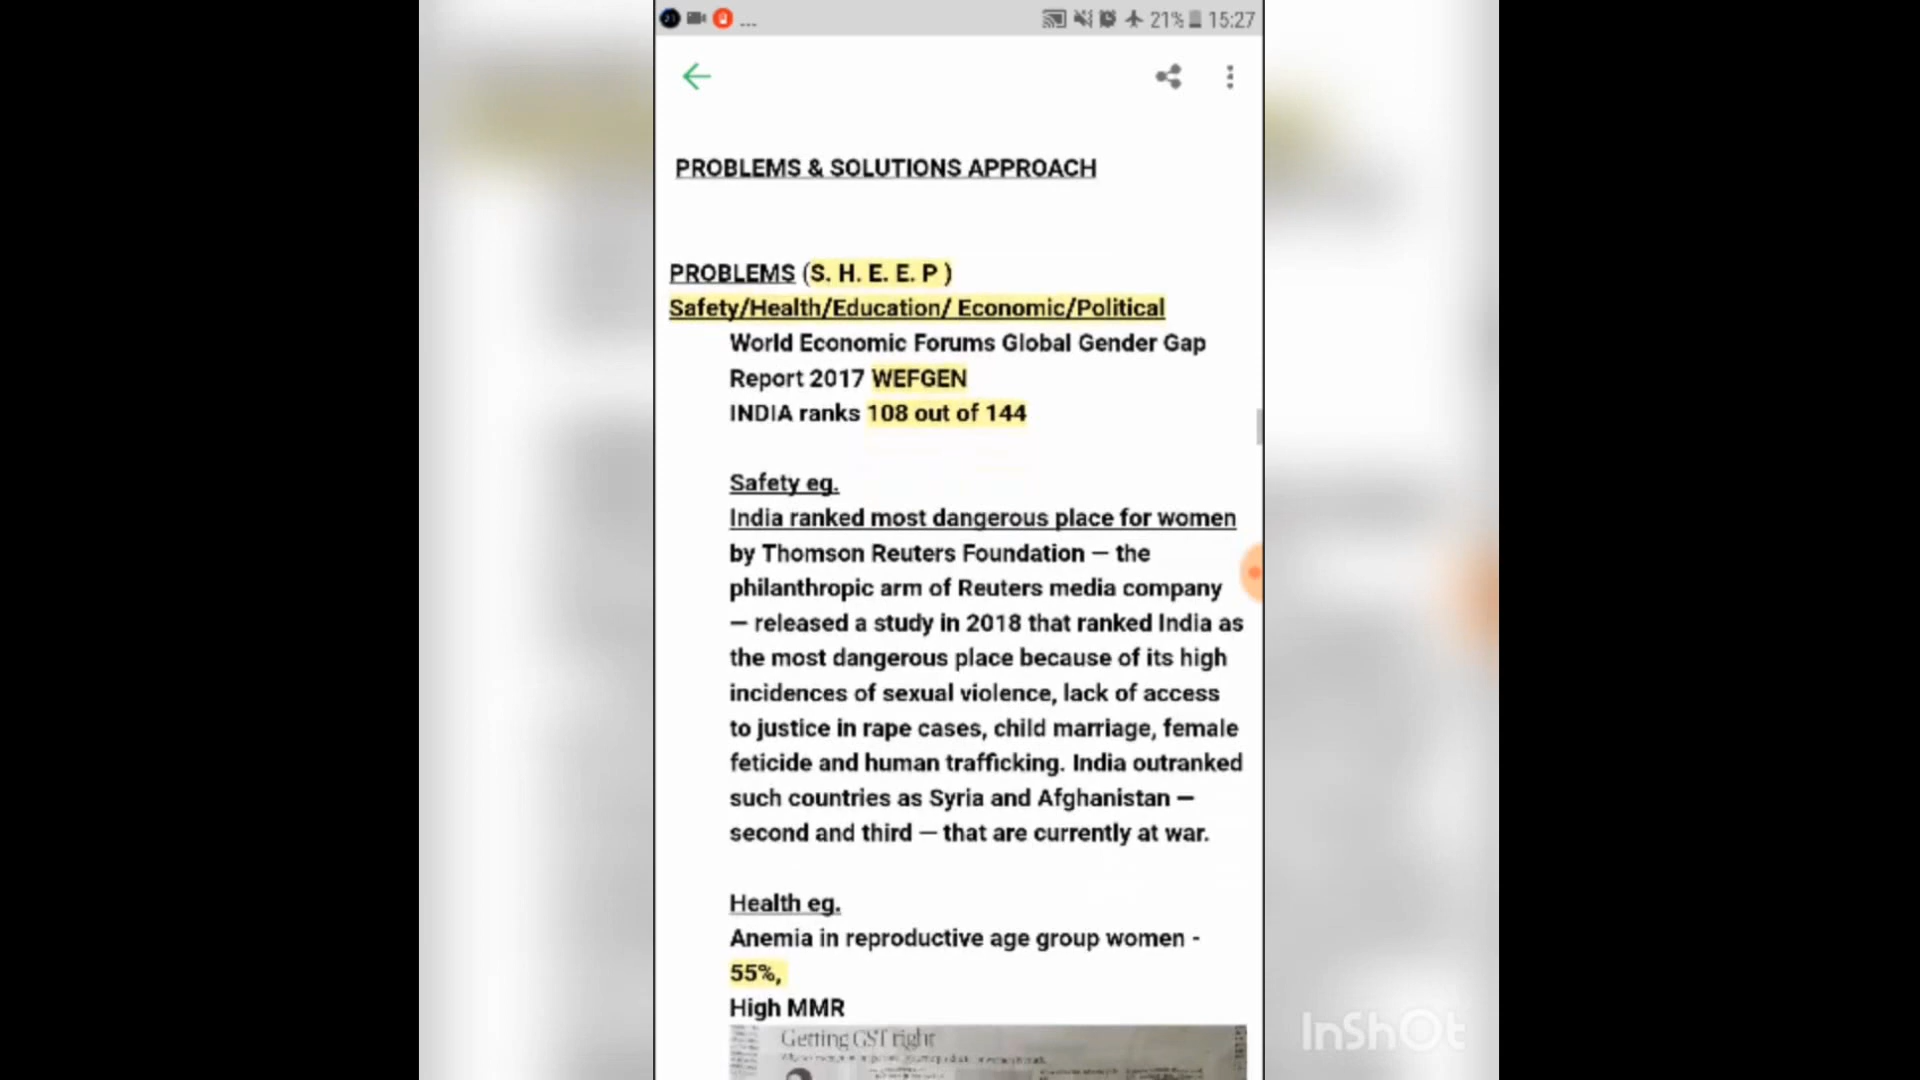 ... 21% 15:27
PROBLEMS & SOLUTIONS APPROACH
PROBLEMS (S. H. E. E. P )
Safety/Health/Education/ Economic/Political
World Economic Forums Global Gender Gap
Report 2017 WEFGEN
INDIA ranks 108 out of 144
Safety eg.
India ranked most dangerous place for women
by Thomson Reuters Foundation — the
philanthropic arm of Reuters media company
— released a study in 2018 that ranked India as
the most dangerous place because of its high
incidences of sexual violence, lack of access
to justice in rape cases, child marriage, female
feticide and human trafficking. India outranked
such countries as Syria and Afghanistan —
second and third — that are currently at war.
Health eg.
Anemia in reproductive age group women -
55%,
High MMR
Getting GST right
InShOt